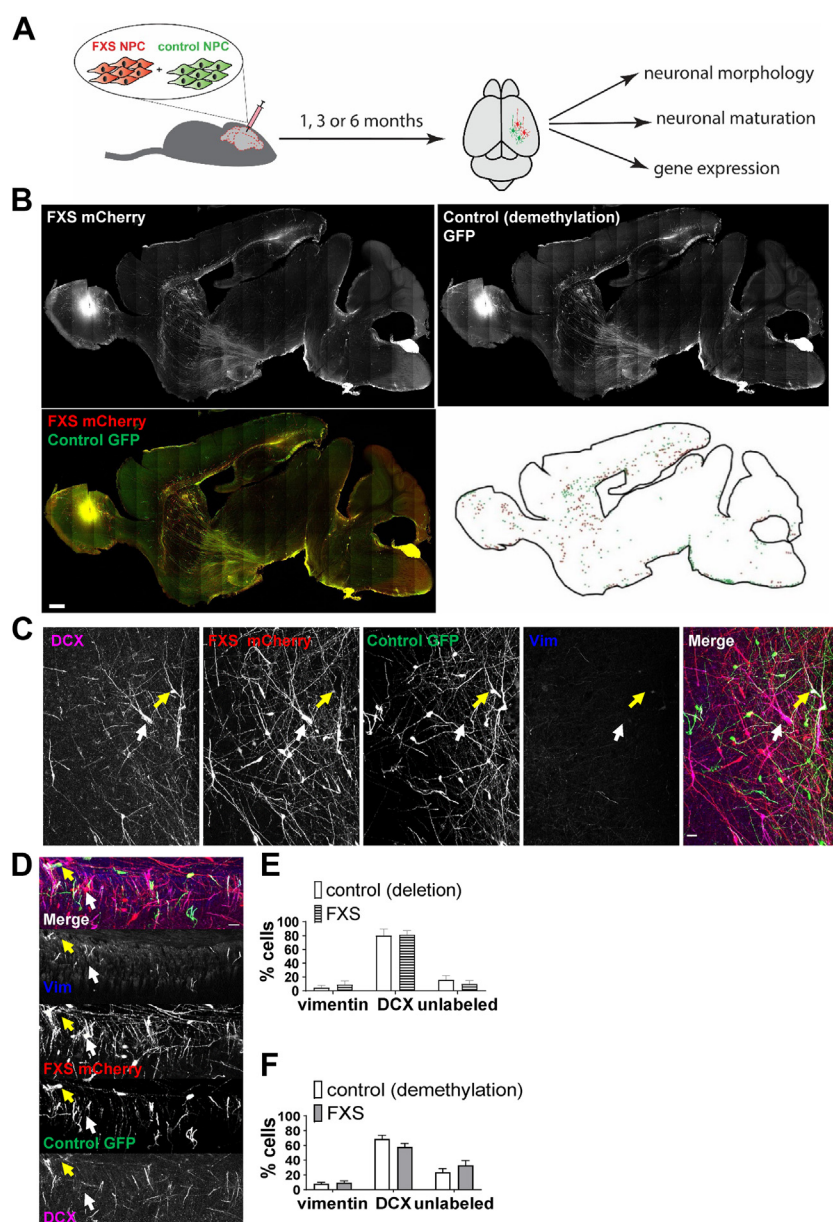 A
FXS NPC
control NPC
+
1, 3 or 6 months
neuronal morphology
neuronal maturation
gene expression
B
FXS mCherry
Control (demethylation)
GFP
FXS mCherry
Control GFP
C
DCX
FXS mCherry
Control GFP
Vim
Merge
D
Merge
Vim
FXS mCherry
Control GFP
DCX
E
control (deletion)
FXS
% cells
100
80
60
40
20
0
vimentin
DCX
unlabeled
F
control (demethylation)
FXS
% cells
100
80
60
40
20
0
vimentin
DCX
unlabeled